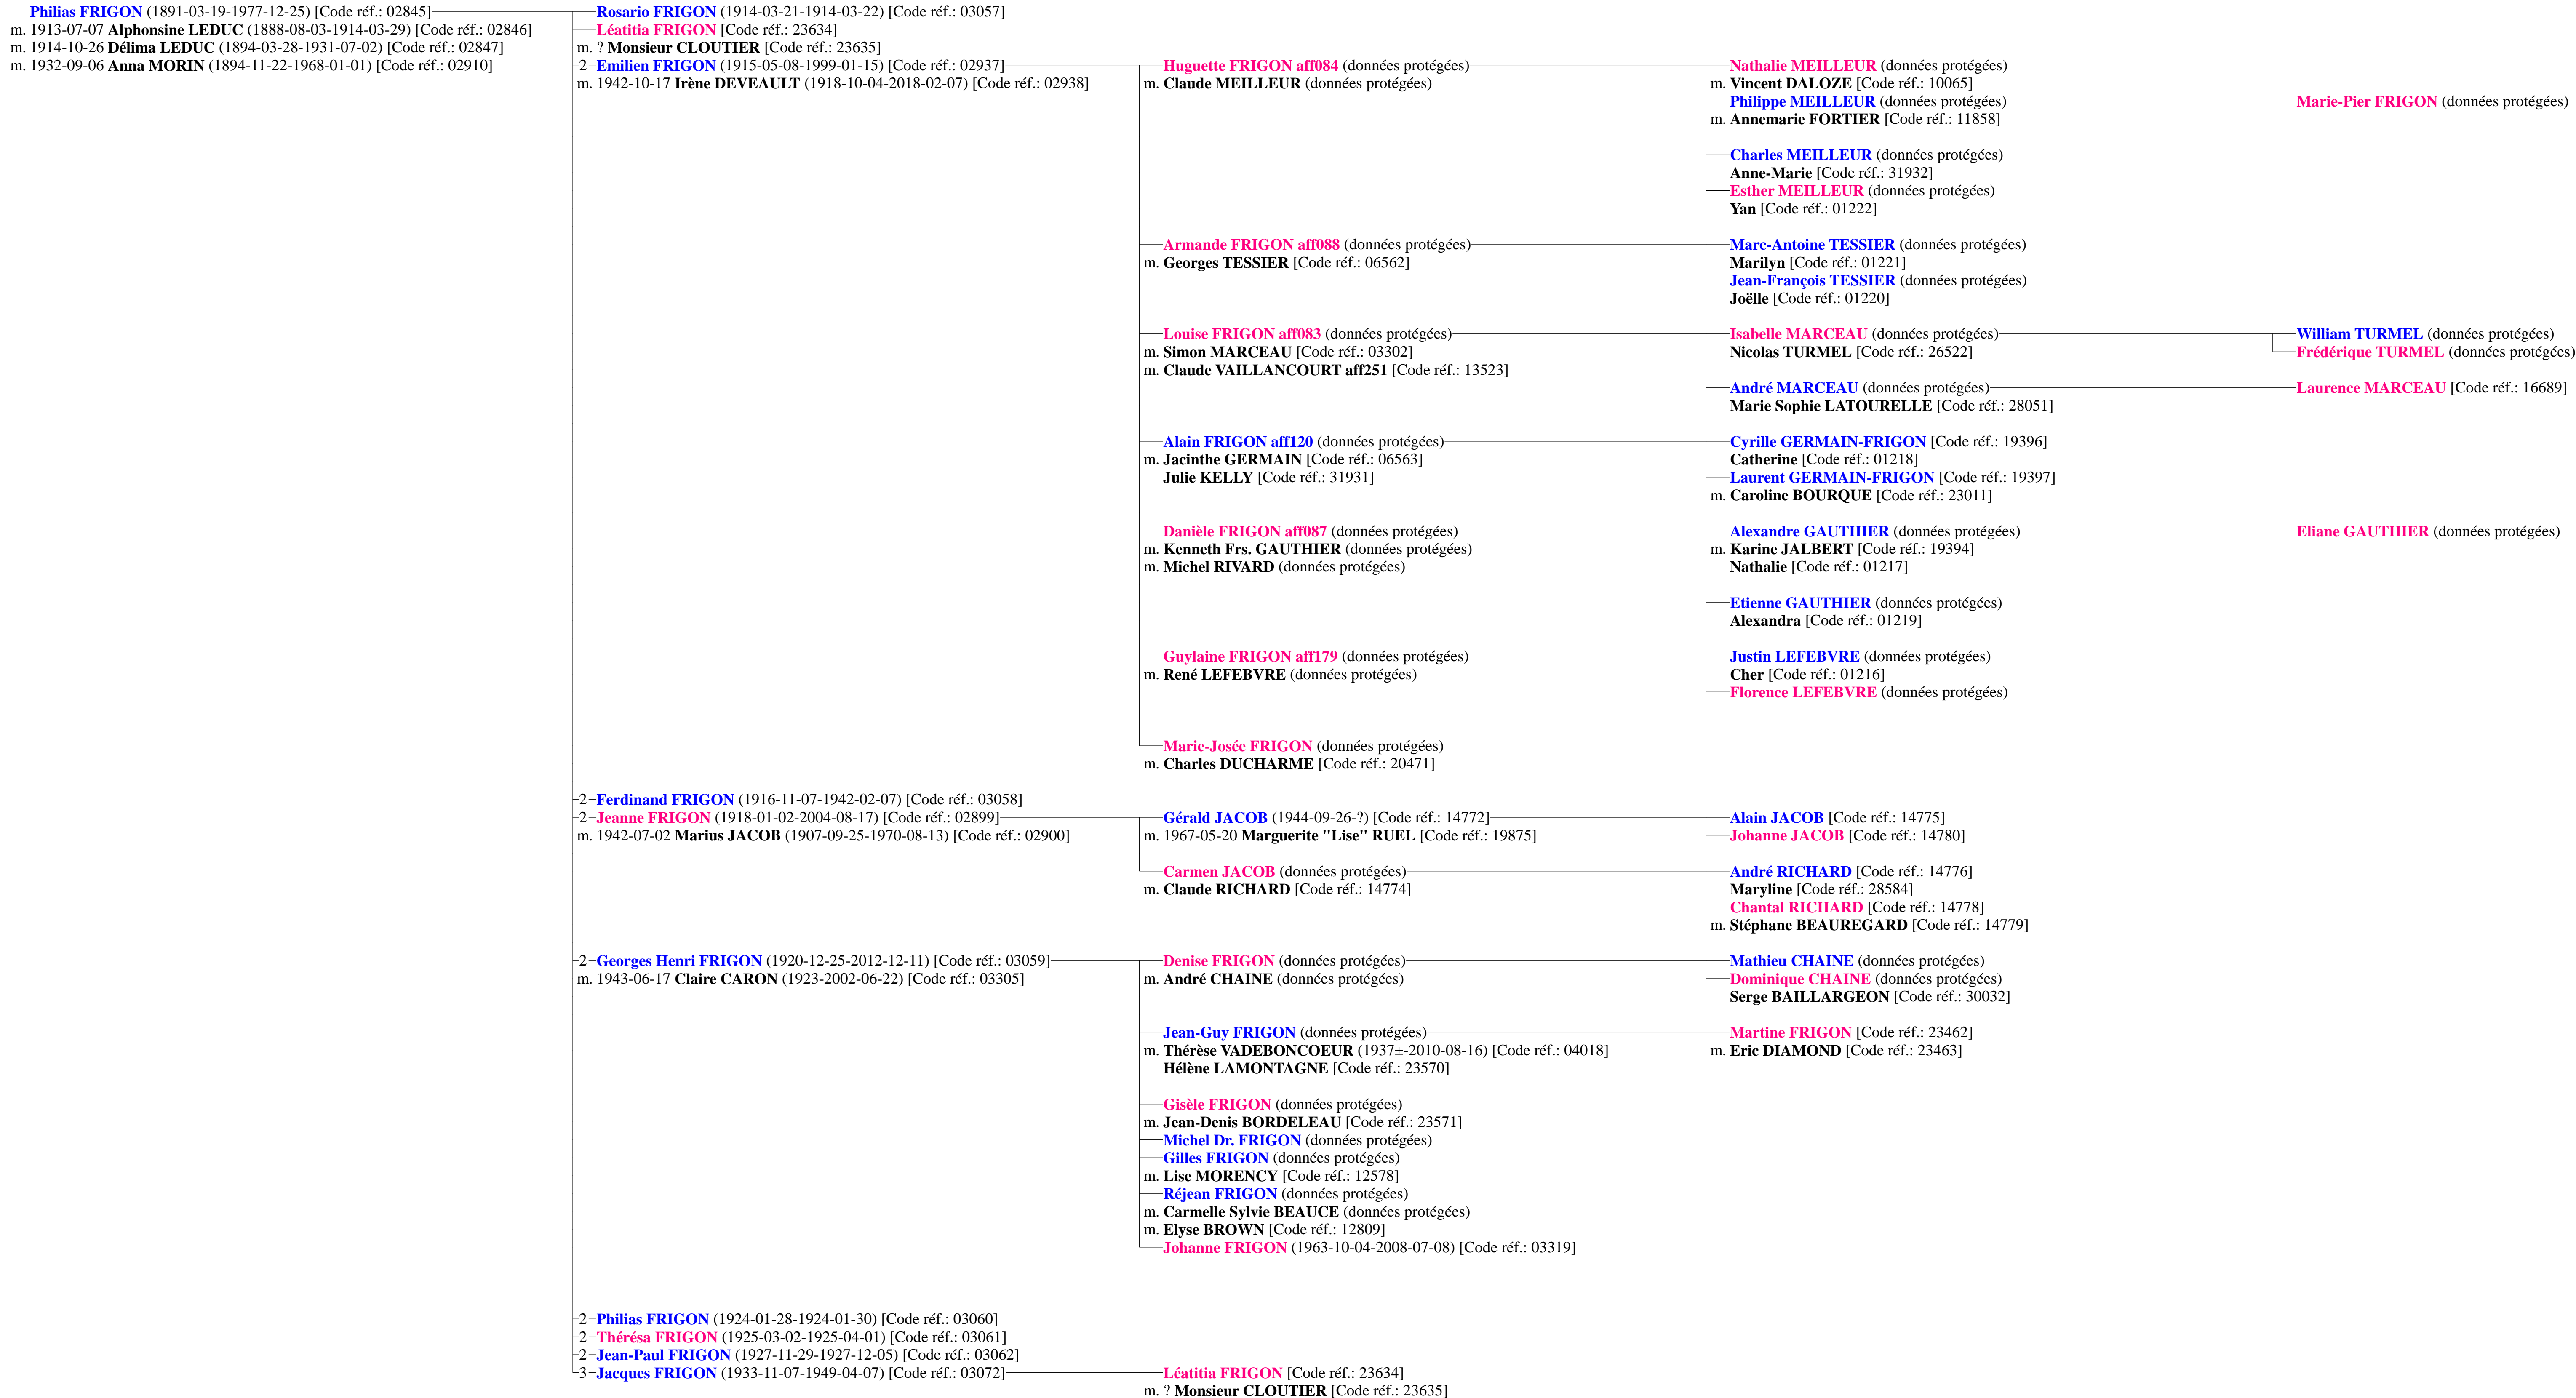 Philias FRIGON (1891-03-19-1977-12-25) [Code réf.: 02845]
m. 1913-07-07 Alphonsine LEDUC (1888-08-03-1914-03-29) [Code réf.: 02846]
m. 1914-10-26 Délima LEDUC (1894-03-28-1931-07-02) [Code réf.: 02847]
m. 1932-09-06 Anna MORIN (1894-11-22-1968-01-01) [Code réf.: 02910]
Rosario FRIGON (1914-03-21-1914-03-22) [Code réf.: 03057]
Léatitia FRIGON [Code réf.: 23634]
m. ? Monsieur CLOUTIER [Code réf.: 23635]
2 Emilien FRIGON (1915-05-08-1999-01-15) [Code réf.: 02937]
m. 1942-10-17 Irène DEVEAULT (1918-10-04-2018-02-07) [Code réf.: 02938]
Huguette FRIGON aff084 (données protégées)
m. Claude MEILLEUR (données protégées)
Nathalie MEILLEUR (données protégées)
m. Vincent DALOZE [Code réf.: 10065]
Philippe MEILLEUR (données protégées)
m. Annemarie FORTIER [Code réf.: 11858]
Marie-Pier FRIGON (données protégées)
Charles MEILLEUR (données protégées)
Anne-Marie [Code réf.: 31932]
Esther MEILLEUR (données protégées)
Yan [Code réf.: 01222]
Armande FRIGON aff088 (données protégées)
m. Georges TESSIER [Code réf.: 06562]
Marc-Antoine TESSIER (données protégées)
Marilyn [Code réf.: 01221]
Jean-François TESSIER (données protégées)
Joëlle [Code réf.: 01220]
Louise FRIGON aff083 (données protégées)
m. Simon MARCEAU [Code réf.: 03302]
m. Claude VAILLANCOURT aff251 [Code réf.: 13523]
Isabelle MARCEAU (données protégées)
Nicolas TURMEL [Code réf.: 26522]
William TURMEL (données protégées)
Frédérique TURMEL (données protégées)
André MARCEAU (données protégées)
Marie Sophie LATOURELLE [Code réf.: 28051]
Laurence MARCEAU [Code réf.: 16689]
Alain FRIGON aff120 (données protégées)
m. Jacinthe GERMAIN [Code réf.: 06563]
Julie KELLY [Code réf.: 31931]
Cyrille GERMAIN-FRIGON [Code réf.: 19396]
Catherine [Code réf.: 01218]
Laurent GERMAIN-FRIGON [Code réf.: 19397]
m. Caroline BOURQUE [Code réf.: 23011]
Danièle FRIGON aff087 (données protégées)
m. Kenneth Frs. GAUTHIER (données protégées)
m. Michel RIVARD (données protégées)
Alexandre GAUTHIER (données protégées)
m. Karine JALBERT [Code réf.: 19394]
Nathalie [Code réf.: 01217]
Eliane GAUTHIER (données protégées)
Etienne GAUTHIER (données protégées)
Alexandra [Code réf.: 01219]
Guylaine FRIGON aff179 (données protégées)
m. René LEFEBVRE (données protégées)
Justin LEFEBVRE (données protégées)
Cher [Code réf.: 01216]
Florence LEFEBVRE (données protégées)
Marie-Josée FRIGON (données protégées)
m. Charles DUCHARME [Code réf.: 20471]
2 Ferdinand FRIGON (1916-11-07-1942-02-07) [Code réf.: 03058]
2 Jeanne FRIGON (1918-01-02-2004-08-17) [Code réf.: 02899]
m. 1942-07-02 Marius JACOB (1907-09-25-1970-08-13) [Code réf.: 02900]
Gérald JACOB (1944-09-26-?) [Code réf.: 14772]
m. 1967-05-20 Marguerite "Lise" RUEL [Code réf.: 19875]
Alain JACOB [Code réf.: 14775]
Johanne JACOB [Code réf.: 14780]
Carmen JACOB (données protégées)
m. Claude RICHARD [Code réf.: 14774]
André RICHARD [Code réf.: 14776]
Maryline [Code réf.: 28584]
Chantal RICHARD [Code réf.: 14778]
m. Stéphane BEAUREGARD [Code réf.: 14779]
2 Georges Henri FRIGON (1920-12-25-2012-12-11) [Code réf.: 03059]
m. 1943-06-17 Claire CARON (1923-2002-06-22) [Code réf.: 03305]
Denise FRIGON (données protégées)
m. André CHAINE (données protégées)
Mathieu CHAINE (données protégées)
Dominique CHAINE (données protégées)
Serge BAILLARGEON [Code réf.: 30032]
Jean-Guy FRIGON (données protégées)
m. Thérèse VADEBONCOEUR (1937±-2010-08-16) [Code réf.: 04018]
Hélène LAMONTAGNE [Code réf.: 23570]
Martine FRIGON [Code réf.: 23462]
m. Eric DIAMOND [Code réf.: 23463]
Gisèle FRIGON (données protégées)
m. Jean-Denis BORDELEAU [Code réf.: 23571]
Michel Dr. FRIGON (données protégées)
Gilles FRIGON (données protégées)
m. Lise MORENCY [Code réf.: 12578]
Réjean FRIGON (données protégées)
m. Carmelle Sylvie BEAUCE (données protégées)
m. Elyse BROWN [Code réf.: 12809]
Johanne FRIGON (1963-10-04-2008-07-08) [Code réf.: 03319]
2 Philias FRIGON (1924-01-28-1924-01-30) [Code réf.: 03060]
2 Thérésa FRIGON (1925-03-02-1925-04-01) [Code réf.: 03061]
2 Jean-Paul FRIGON (1927-11-29-1927-12-05) [Code réf.: 03062]
3 Jacques FRIGON (1933-11-07-1949-04-07) [Code réf.: 03072]
Léatitia FRIGON [Code réf.: 23634]
m. ? Monsieur CLOUTIER [Code réf.: 23635]